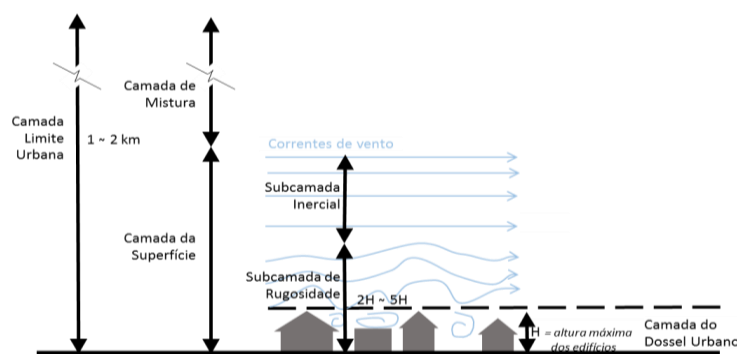 Camada
Limite
Urbana
1 ~ 2 km
Camada de
Mistura
Camada da
Superfície
Correntes de vento
Subcamada
Inercial
Subcamada de
Rugosidade
2H ~ 5H
H = altura máxima
dos edifícios
Camada do
Dossel Urbano